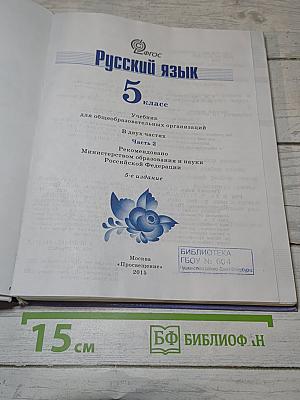 ФГОС
Русский язык
5 класс
Учебник
для общеобразовательных организаций
В двух частях
Часть 2
Рекомендовано
Министерством образования и науки
Российской Федерации
5-е издание
Москва
«Просвещение»
2015
БИБЛИОТЕКА
ГБОУ № 604
15 см
БФ БИБЛИОФАН